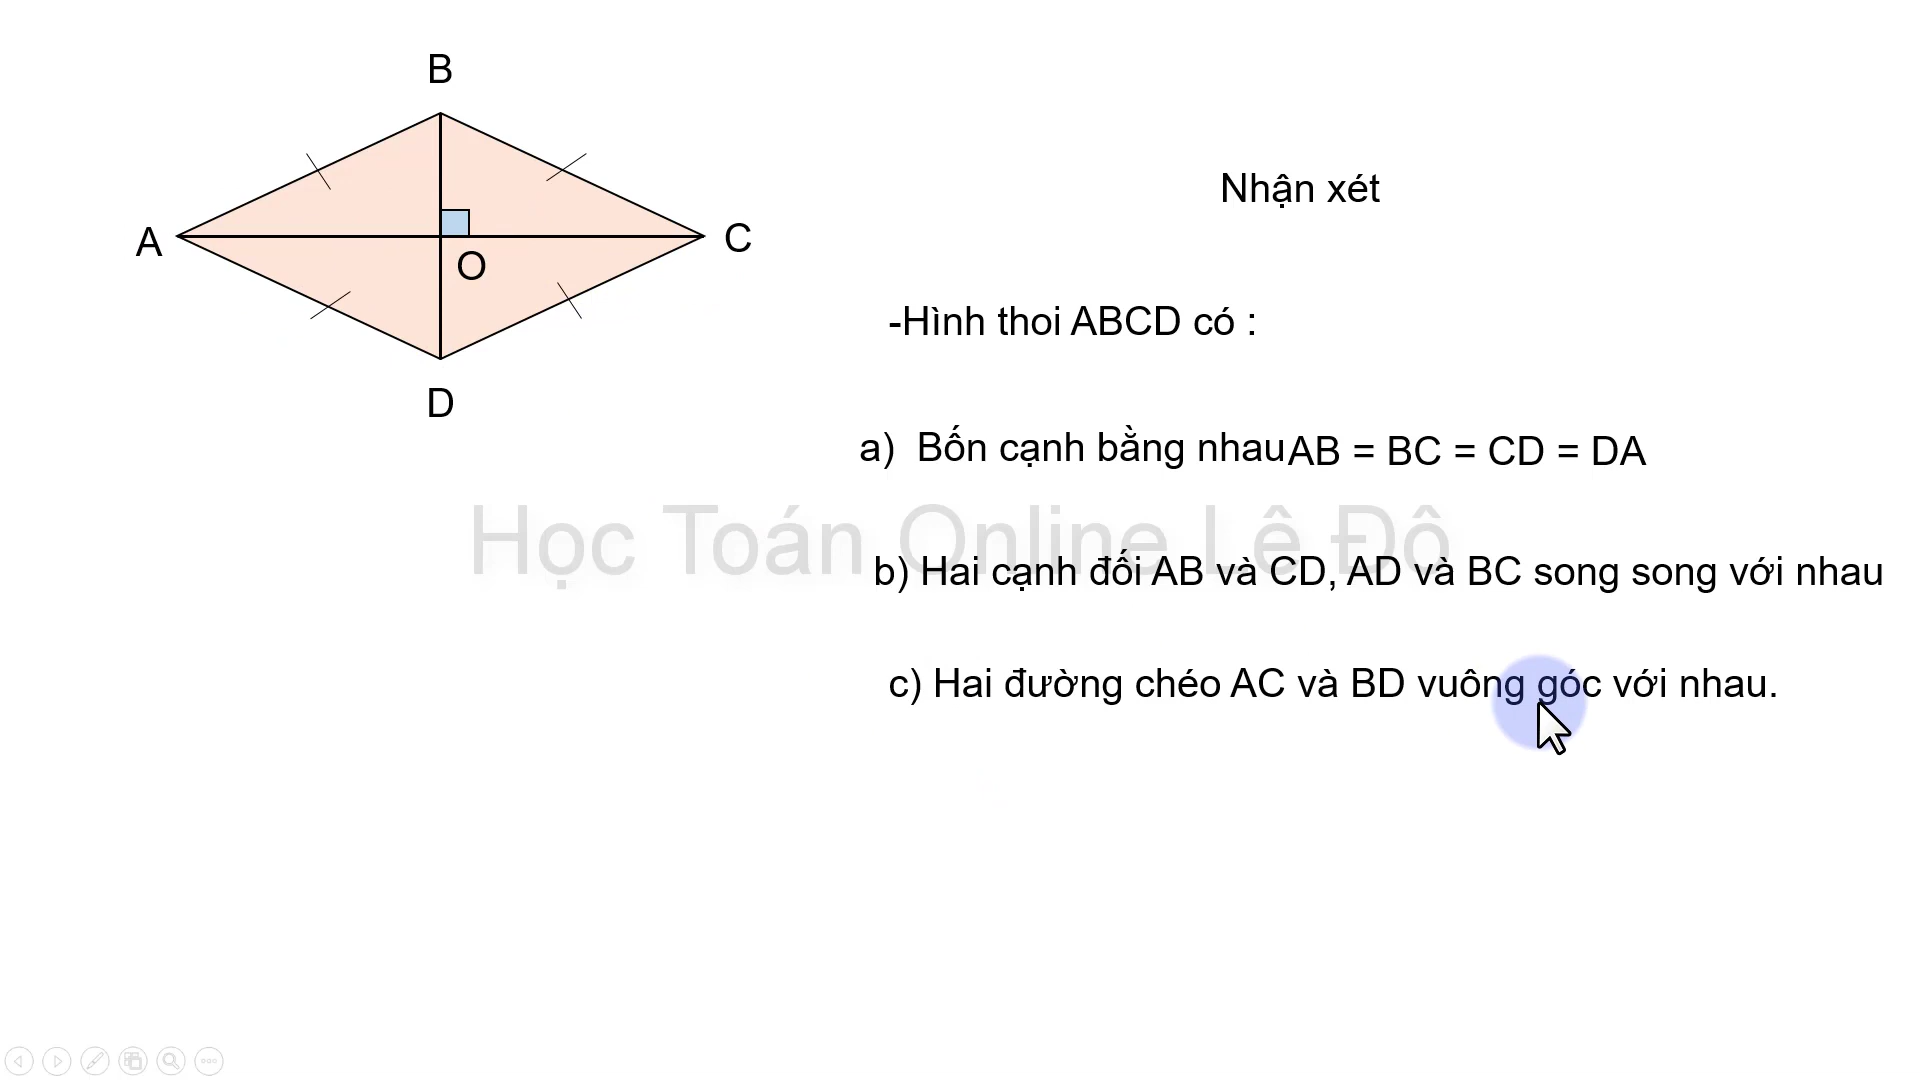 B
A
C
O
D
Nhận xét
-Hình thoi ABCD có :
a) Bốn cạnh bằng nhau AB = BC = CD = DA
Học Toán Online Lê Đô
b) Hai cạnh đối AB và CD, AD và BC song song với nhau
c) Hai đường chéo AC và BD vuông góc với nhau.